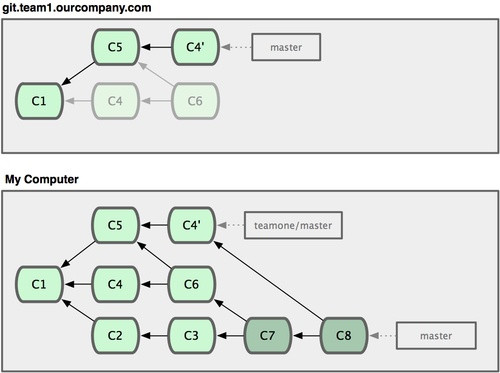 git.team1.ourcompany.com
C5
C4'
master
C1
C4
C6
My Computer
C5
C4'
teamone/master
C1
C4
C6
C2
C3
C7
C8
master